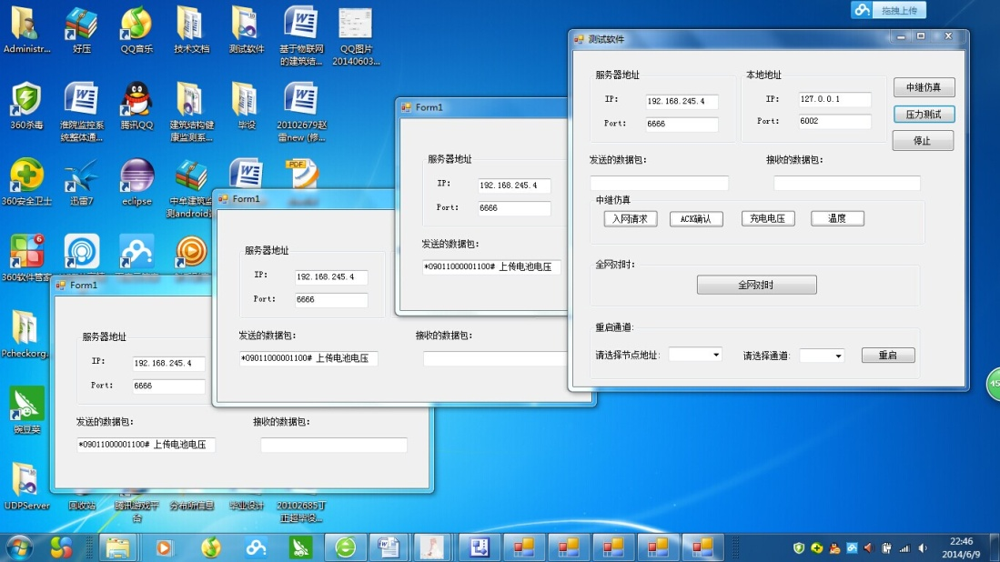 拖拽上传
Administr...
好压
QQ音乐
技术文档
测试软件
基于物联网
的建筑结...
QQ图片
20140603...
360杀毒
淮院监控系
统整体通...
腾讯QQ
建筑结构健
康监测系...
毕设
20102679赵
雷new (修...
360安全卫士
迅雷7
eclipse
中牟建筑监
测android边
PDF
360软件管家
6
Pcheckorg.
豌豆荚
UDPServer
回收站
腾讯游戏平
台
分布所信息
毕业设计
20102685丁
正超毕设...
测试软件
服务器地址
IP:
192.168.245.4
Port:
6666
本地地址
IP:
127.0.0.1
Port:
6002
中继仿真
压力测试
停止
发送的数据包:
接收的数据包:
中继仿真
入网请求
ACK确认
充电电压
温度
全网对时:
全网对时
重启通道:
请选择节点地址:
请选择通道:
重启
Form1
服务器地址
IP:
192.168.245.4
Port:
6666
发送的数据包:
*09011000001100# 上传电池电压
Form1
服务器地址
IP:
192.168.245.4
Port:
6666
发送的数据包:
接收的数据包:
*09011000001100# 上传电池电压
Form1
服务器地址
IP:
192.168.245.4
Port:
6666
发送的数据包:
接收的数据包:
*09011000001100# 上传电池电压
22:46
2014/6/9